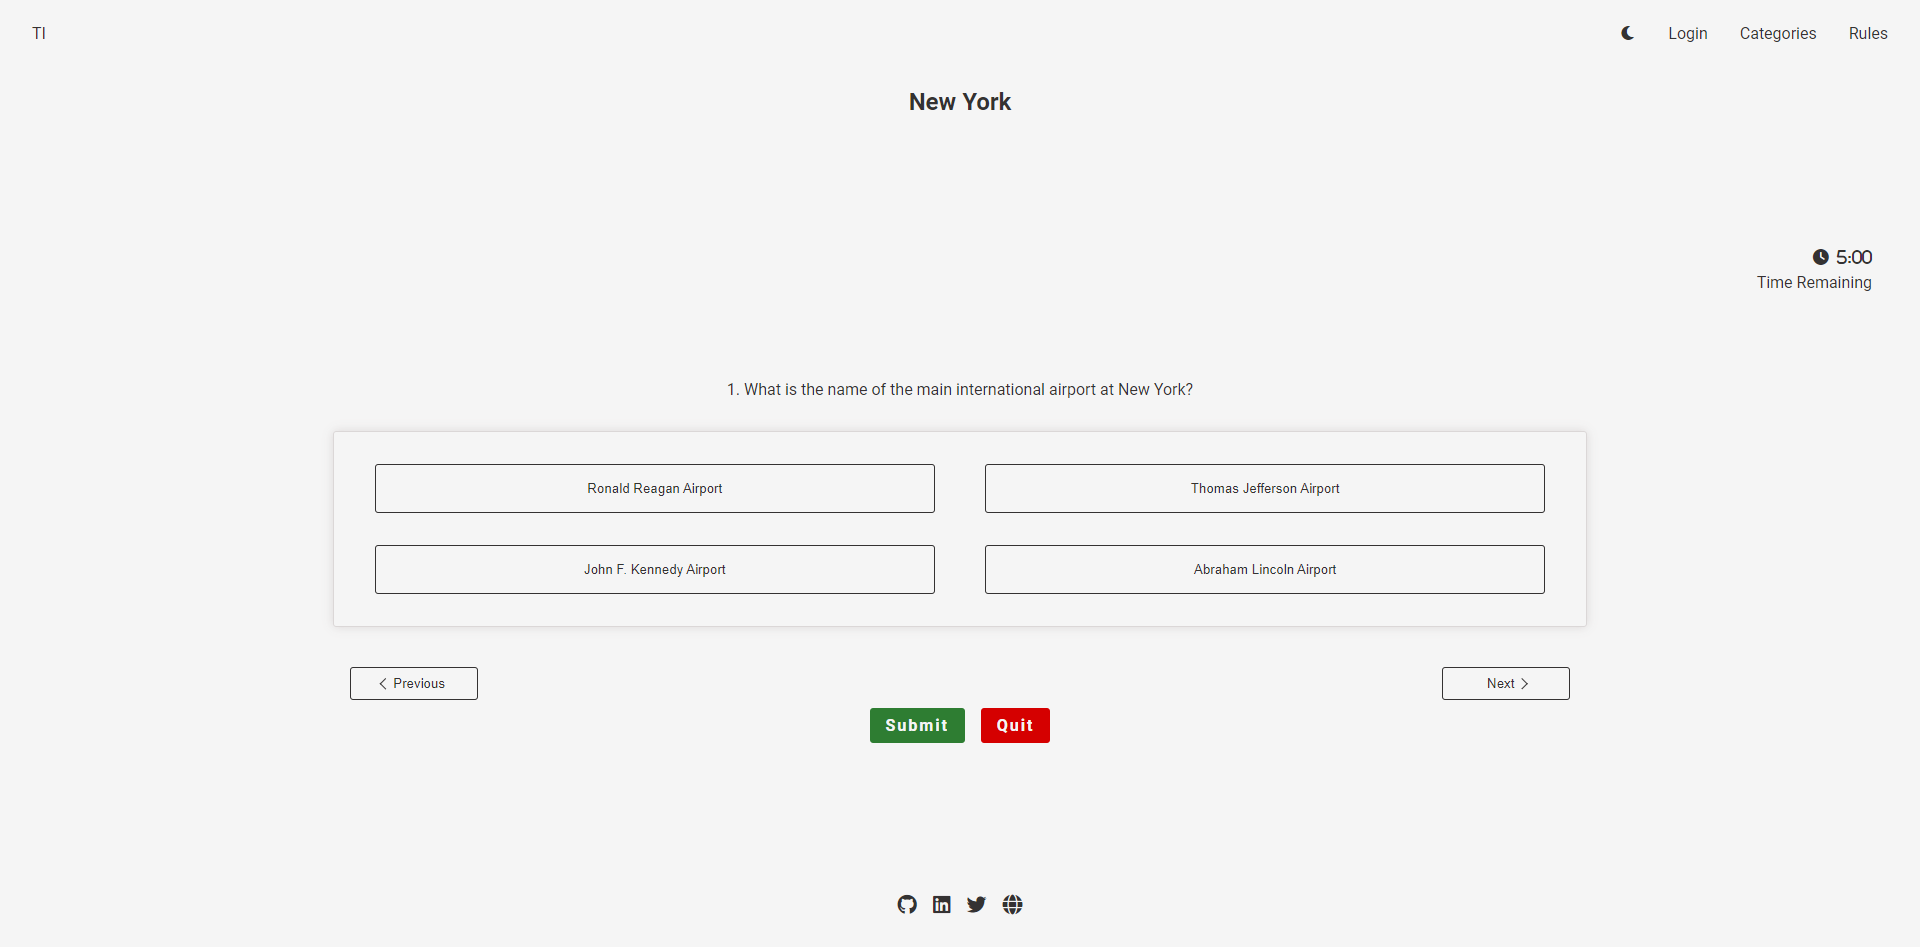 TI
Login
Categories
Rules
New York
5:00
Time Remaining
1. What is the name of the main international airport at New York?
Ronald Reagan Airport
Thomas Jefferson Airport
John F. Kennedy Airport
Abraham Lincoln Airport
Previous
Next
Submit
Quit